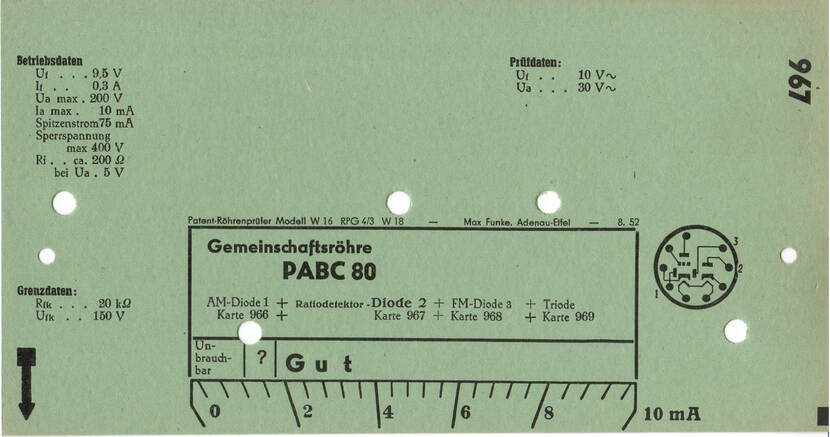 Betriebsdaten
Uf . . . 9,5 V
If . . 0,3 A
Ua max . 200 V
Ia max . 10 mA
Spitzenstrom 75 mA
Sperrspannung
max 400 V
Ri . . ca. 200 Ω
bei Ua . 5 V
Prüfdaten:
Uf . . 10 V~
Ua . . 30 V~
967
Patent-Röhrenprüfer Modell W 16 RPG 4/3 W 18 — Max Funke, Adenau-Eifel — 8. 52
Gemeinschaftsröhre
PABC 80
AM-Diode 1 + Ratiodetektor - Diode 2 + FM-Diode 3 + Triode
Karte 966 + Karte 967 + Karte 968 + Karte 969
1 2 3
Grenzdaten:
Rfk . . . 20 kΩ
Ufk . . 150 V
Un-
brauch-
bar
? Gut
0 2 4 6 8 10 mA